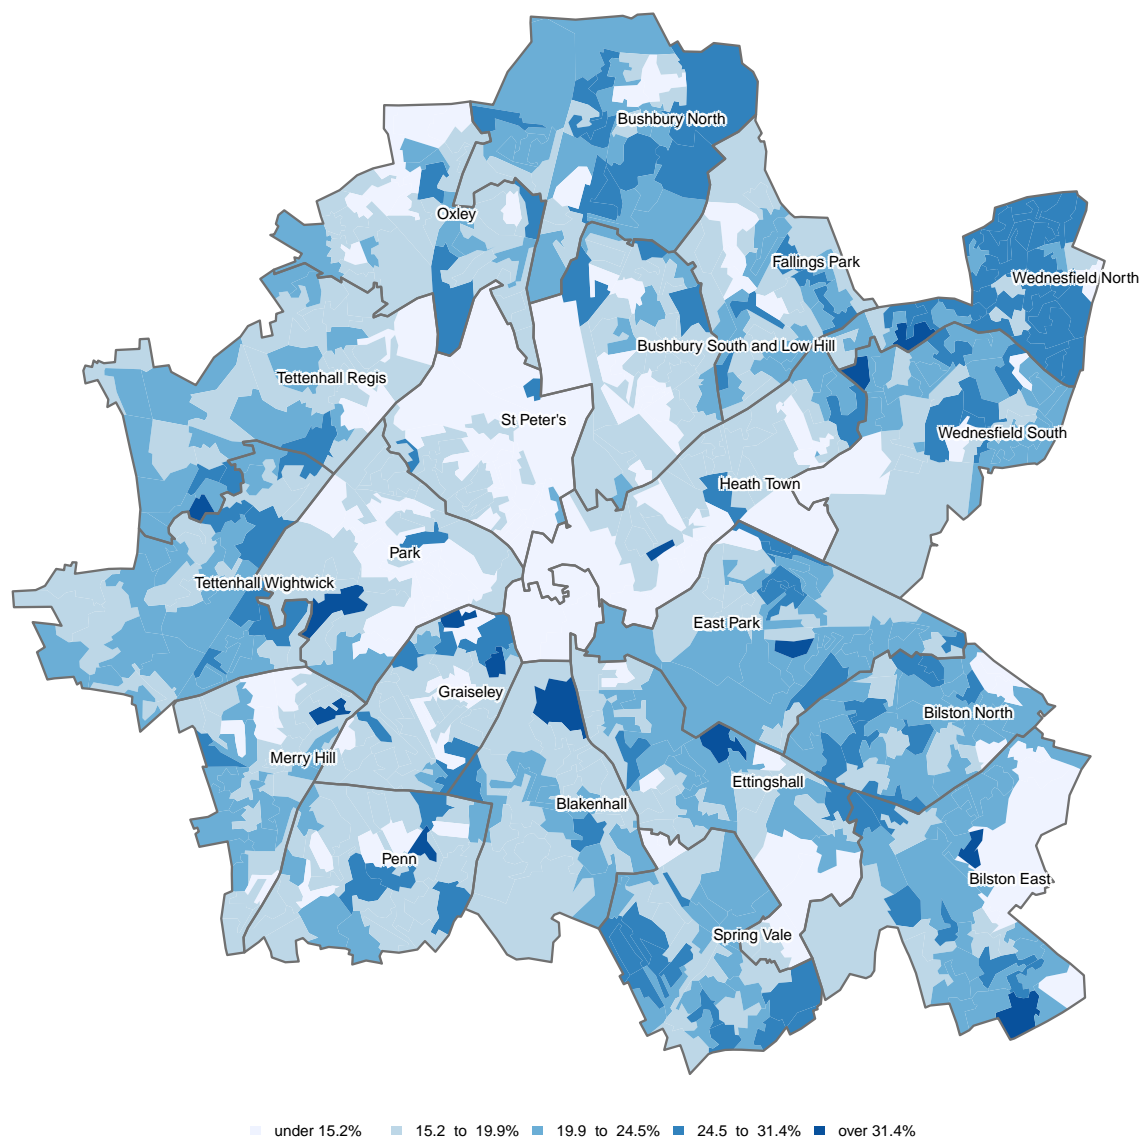 Bushbury North
Oxley
Fallings Park
Wednesfield North
Bushbury South and Low Hill
Tettenhall Regis
St Peter's
Wednesfield South
Heath Town
Park
Tettenhall Wightwick
East Park
Graiseley
Bilston North
Merry Hill
Ettingshall
Blakenhall
Penn
Bilston East
Spring Vale
under 15.2% 15.2 to 19.9% 19.9 to 24.5% 24.5 to 31.4% over 31.4%